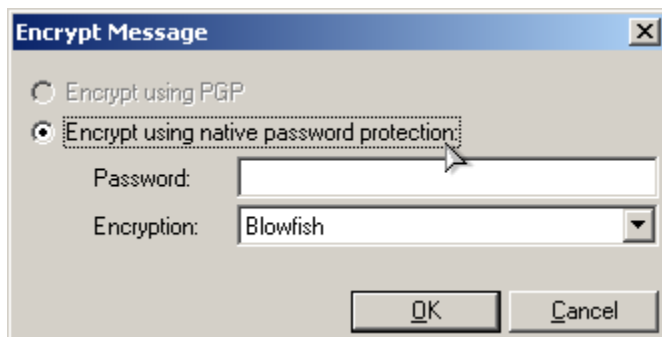 Encrypt Message
Encrypt using PGP
Encrypt using native password protection:
Password:
Encryption: Blowfish
OK Cancel